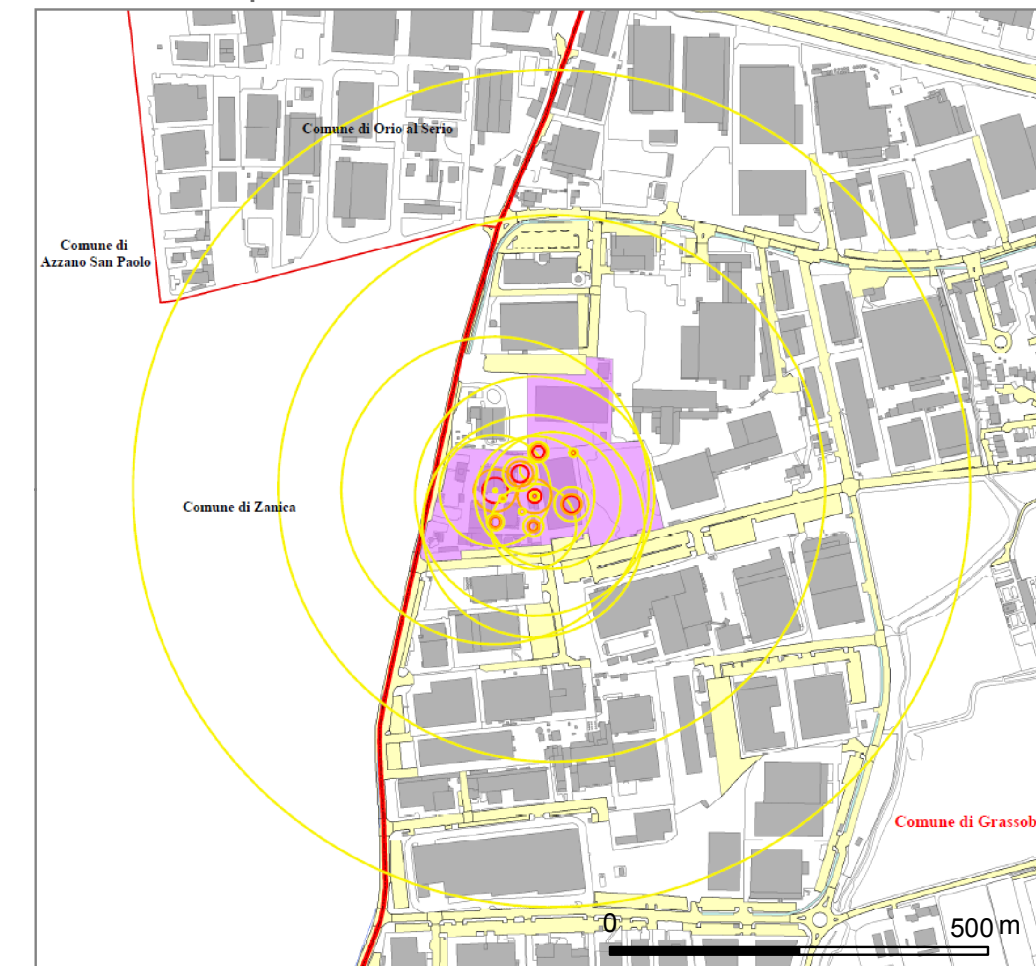 Comune di Orio al Serio
Comune di
Azzano San Paolo
Comune di Zanica
Comune di Grassob
0
500 m